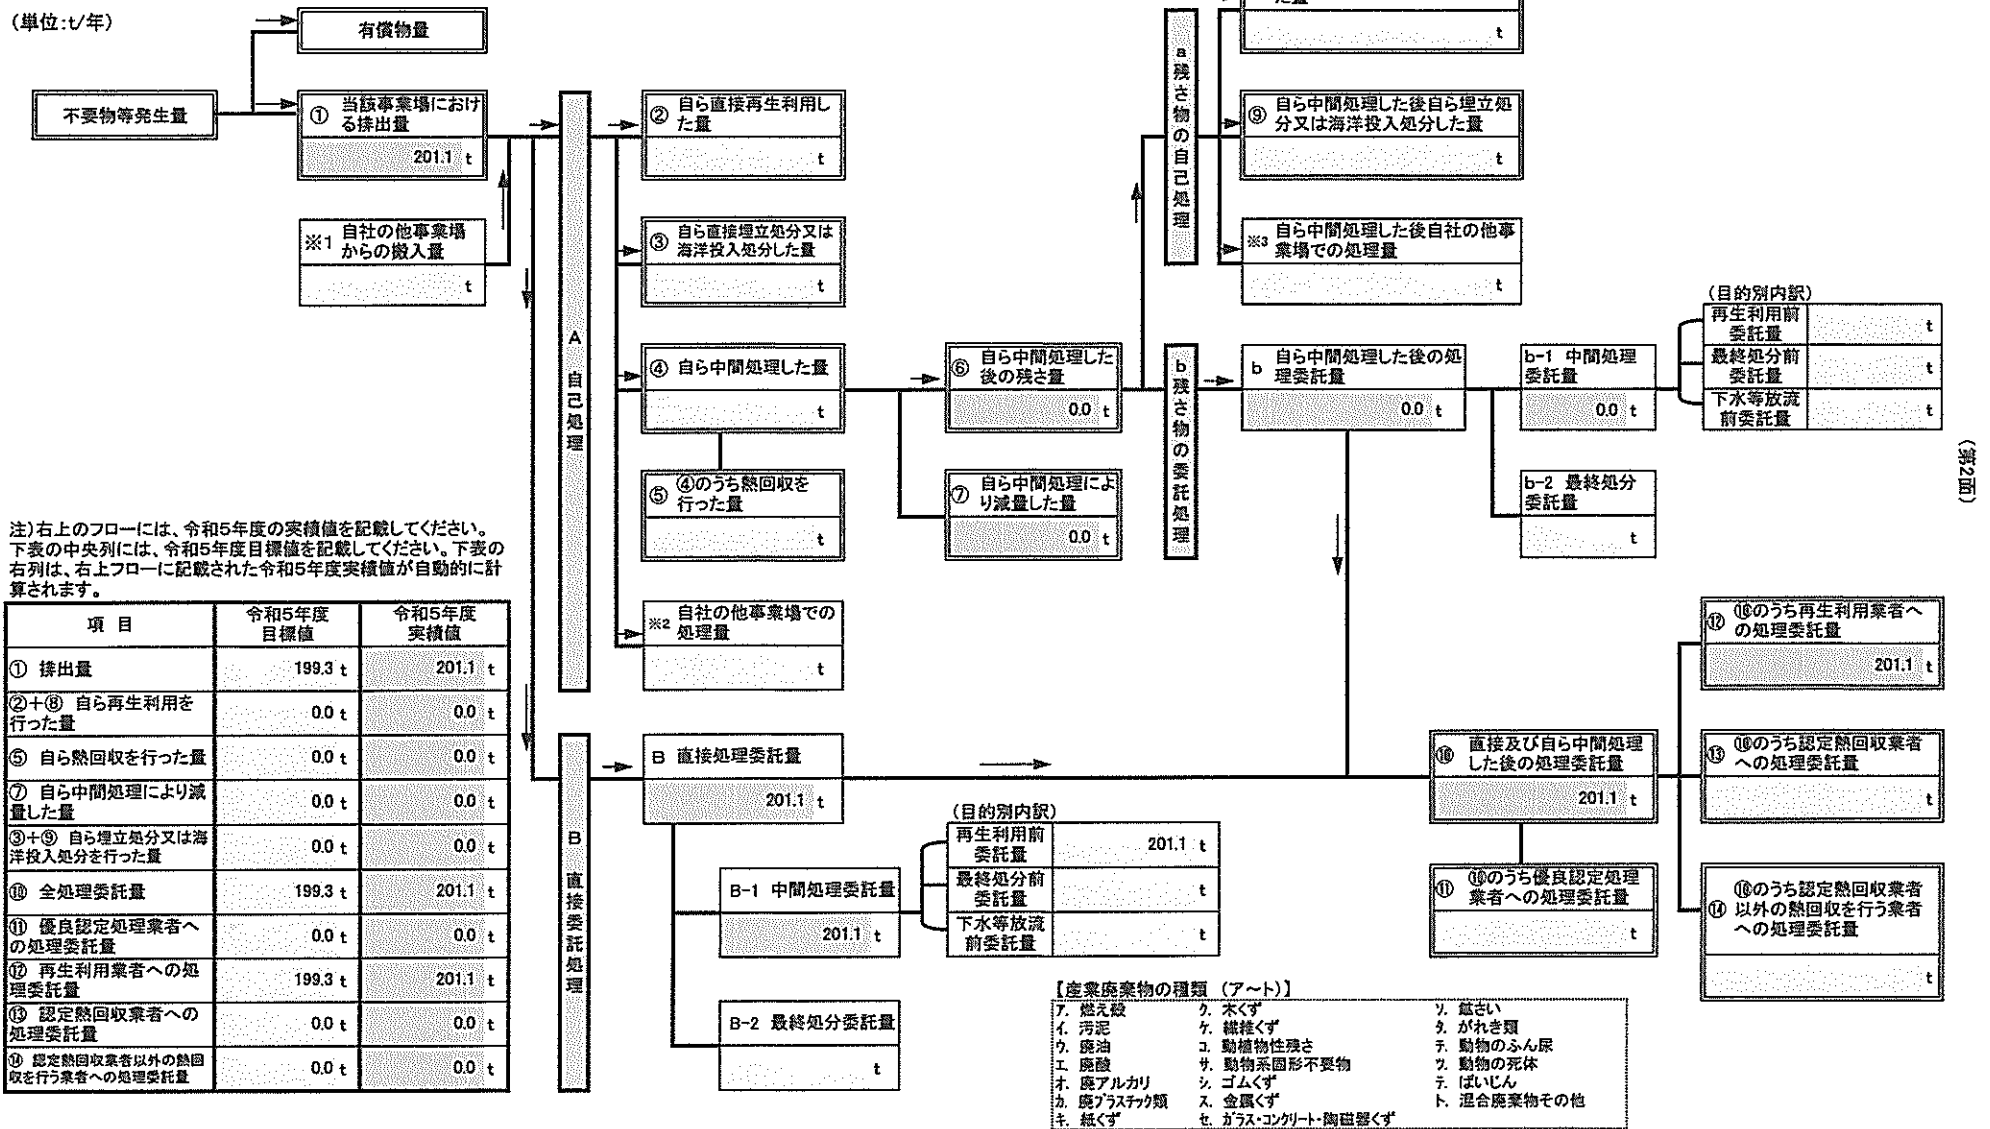 (単位:t/年)
有償物量
不要物等発生量
① 当該事業場におけ
る排出量
201.1 t
※1 自社の他事業場
からの搬入量
t
A 自己処理
② 自ら直接再生利用し
た量
t
③ 自ら直接埋立処分又は
海洋投入処分した量
t
④ 自ら中間処理した量
t
⑤ ④のうち熱回収を
行った量
t
※2 自社の他事業場での
処理量
t
⑥ 自ら中間処理した
後の残さ量
0.0 t
⑦ 自ら中間処理によ
り減量した量
0.0 t
a 残さ物の自己処理
た量
t
⑨ 自ら中間処理した後自ら埋立処
分又は海洋投入処分した量
t
※3 自ら中間処理した後自社の他事
業場での処理量
t
b 残さ物の委託処理
b 自ら中間処理した後の処
理委託量
0.0 t
b-1 中間処理
委託量
0.0 t
b-2 最終処分
委託量
t
(目的別内訳)
再生利用前
委託量
t
最終処分前
委託量
t
下水等放流
前委託量
t
(第2面)
注)右上のフローには、令和5年度の実績値を記載してください。
下表の中央列には、令和5年度目標値を記載してください。下表の
右列は、右上フローに記載された令和5年度実績値が自動的に計
算されます。
項 目 令和5年度 目標値 令和5年度 実績値
① 排出量 199.3 t 201.1 t
②+⑧ 自ら再生利用を
行った量 0.0 t 0.0 t
⑤ 自ら熱回収を行った量 0.0 t 0.0 t
⑦ 自ら中間処理により減
量した量 0.0 t 0.0 t
③+⑨ 自ら埋立処分又は海
洋投入処分を行った量 0.0 t 0.0 t
⑩ 全処理委託量 199.3 t 201.1 t
⑪ 優良認定処理業者へ
の処理委託量 0.0 t 0.0 t
⑫ 再生利用業者への処
理委託量 199.3 t 201.1 t
⑬ 認定熱回収業者への
処理委託量 0.0 t 0.0 t
⑭ 認定熱回収業者以外の熱回
収を行う業者への処理委託量 0.0 t 0.0 t
B 直接委託処理
B 直接処理委託量
201.1 t
B-1 中間処理委託量
201.1 t
B-2 最終処分委託量
t
(目的別内訳)
再生利用前
委託量
201.1 t
最終処分前
委託量
t
下水等放流
前委託量
t
⑩ 直接及び自ら中間処理
した後の処理委託量
201.1 t
⑪ ⑩のうち優良認定処理
業者への処理委託量
t
⑫ ⑩のうち再生利用業者へ
の処理委託量
201.1 t
⑬ ⑩のうち認定熱回収業者
への処理委託量
t
⑩のうち認定熱回収業者
⑭ 以外の熱回収を行う業者
への処理委託量
t
【産業廃棄物の種類 (ア~ト)】
ア. 燃え殻 ク. 木くず ソ. 鉱さい
イ. 汚泥 ケ. 繊維くず タ. がれき類
ウ. 廃油 コ. 動植物性残さ チ. 動物のふん尿
エ. 廃酸 サ. 動物系固形不要物 ツ. 動物の死体
オ. 廃アルカリ シ. ゴムくず テ. ばいじん
カ. 廃プラスチック類 ス. 金属くず ト. 混合廃棄物その他
キ. 紙くず セ. ガラス・コンクリート・陶磁器くず